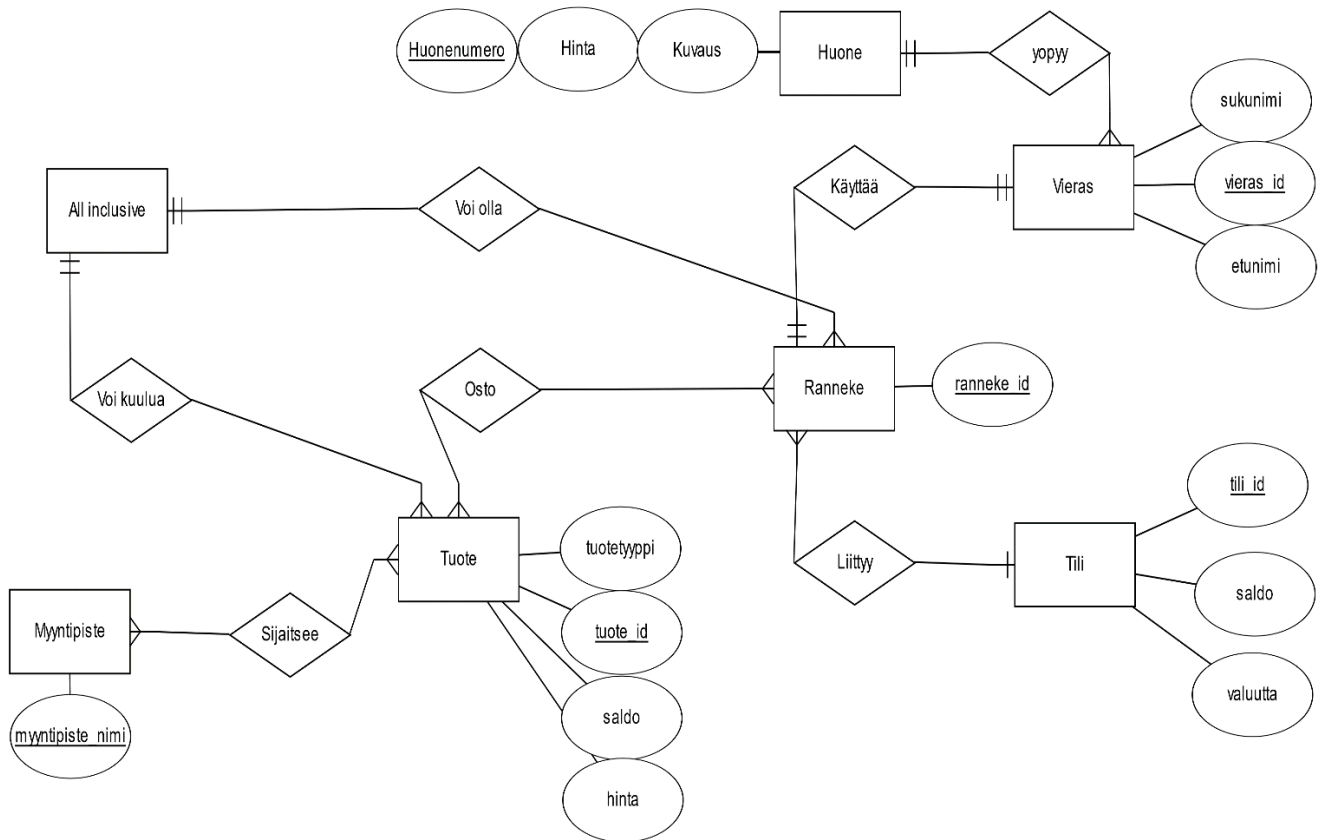 Huonenumero
Hinta
Kuvaus
Huone
yopyy
sukunimi
All inclusive
Voi olla
Käyttää
Vieras
vieras_id
etunimi
Voi kuulua
Osto
Ranneke
ranneke_id
tili_id
Tuote
tuotetyyppi
Liittyy
Tili
saldo
Myyntipiste
Sijaitsee
tuote_id
valuutta
myyntipiste_nimi
saldo
hinta